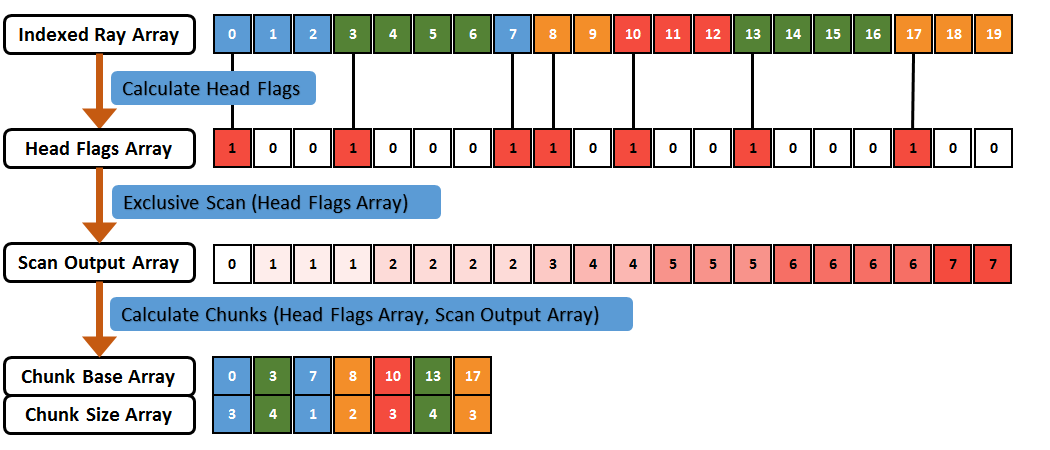 Indexed Ray Array 0 1 2 3 4 5 6 7 8 9 10 11 12 13 14 15 16 17 18 19
Calculate Head Flags
Head Flags Array 1 0 0 1 0 0 0 1 1 0 1 0 0 1 0 0 0 1 0 0
Exclusive Scan (Head Flags Array)
Scan Output Array 0 1 1 1 2 2 2 2 3 4 4 5 5 5 6 6 6 6 7 7
Calculate Chunks (Head Flags Array, Scan Output Array)
Chunk Base Array 0 3 7 8 10 13 17
Chunk Size Array 3 4 1 2 3 4 3